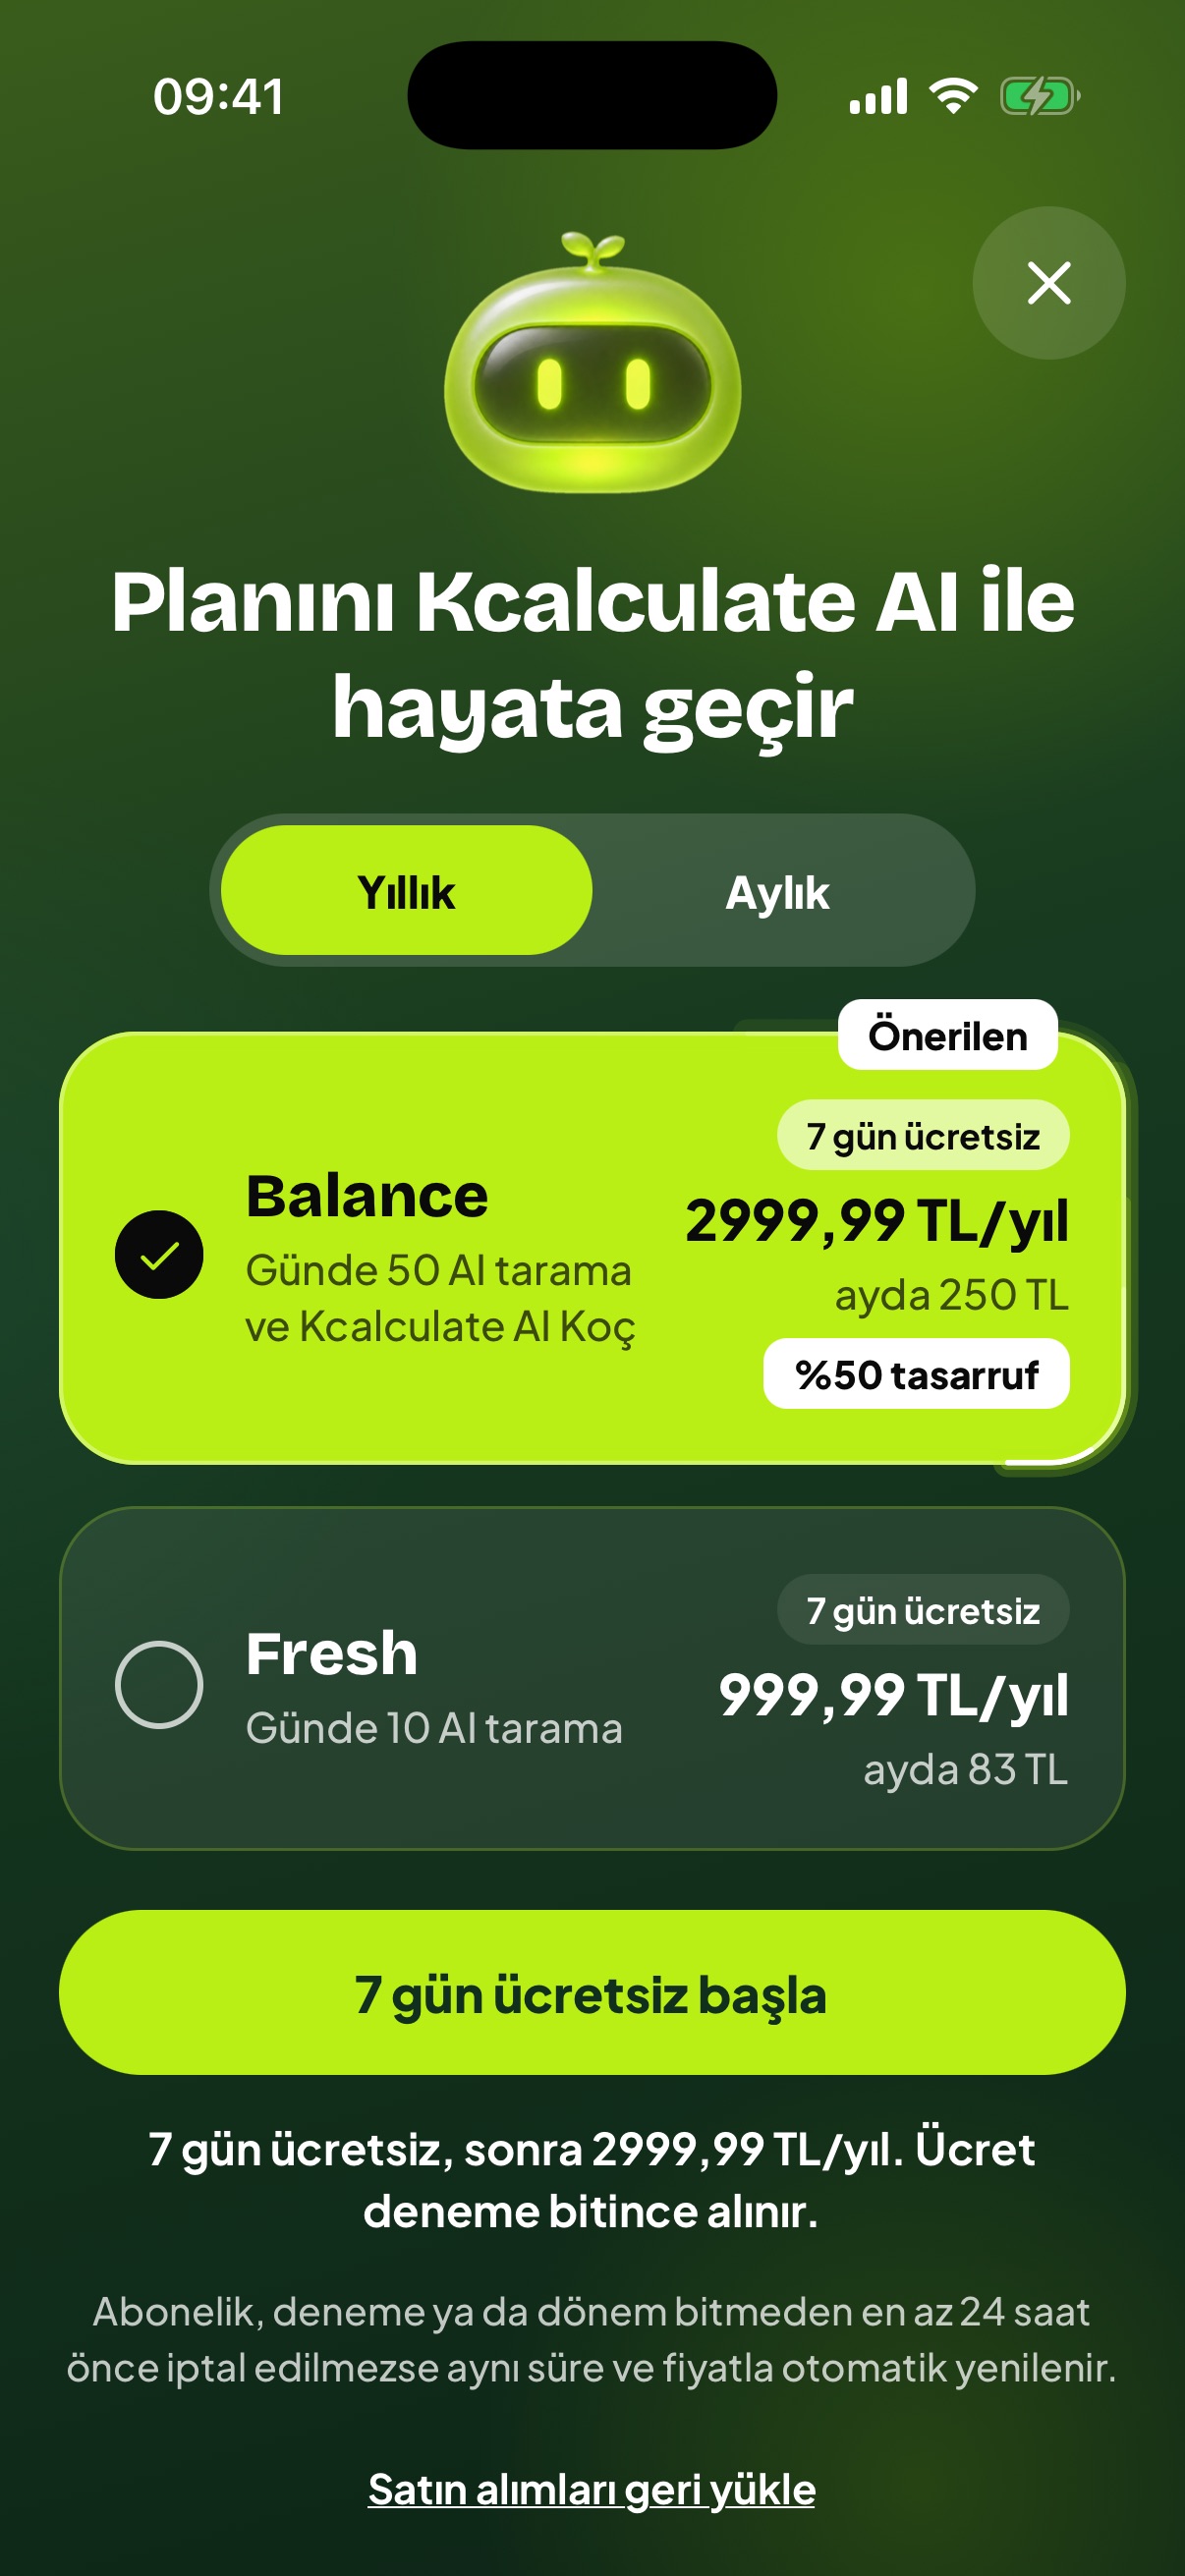 09:41
Planını Kcalculate AI ile
hayata geçir
Yıllık
Aylık
Önerilen
7 gün ücretsiz
Balance
2999,99 TL/yıl
Günde 50 AI tarama
ve Kcalculate AI Koç
ayda 250 TL
%50 tasarruf
7 gün ücretsiz
Fresh
999,99 TL/yıl
Günde 10 AI tarama
ayda 83 TL
7 gün ücretsiz başla
7 gün ücretsiz, sonra 2999,99 TL/yıl. Ücret
deneme bitince alınır.
Abonelik, deneme ya da dönem bitmeden en az 24 saat
önce iptal edilmezse aynı süre ve fiyatla otomatik yenilenir.
Satın alımları geri yükle